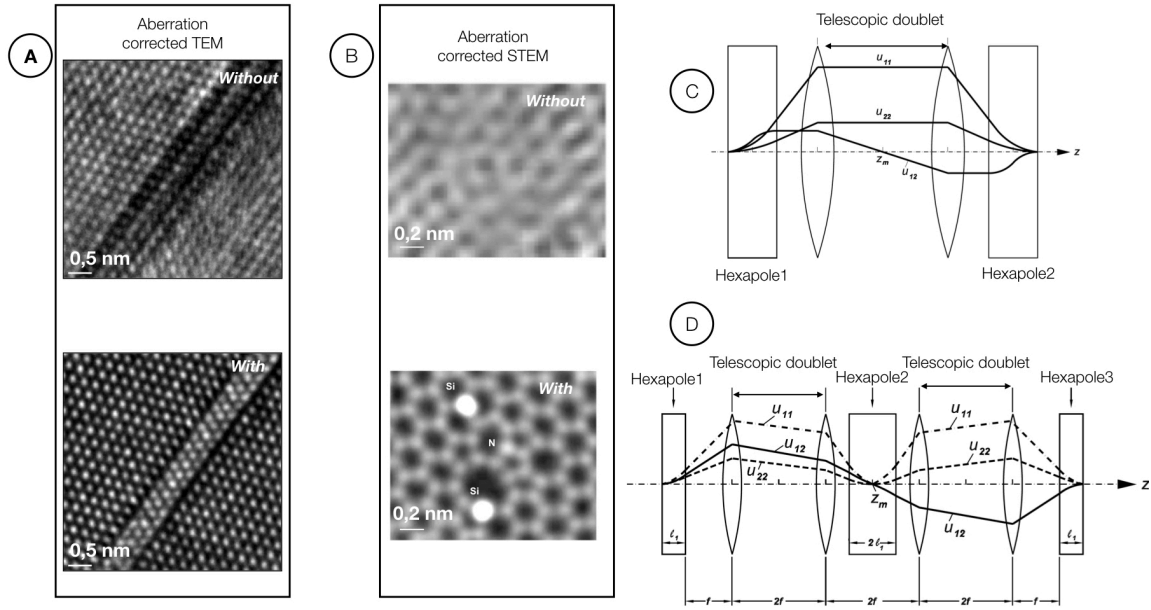 A
Aberration
corrected TEM
Without
0,5 nm
With
0,5 nm
B
Aberration
corrected STEM
Without
0,2 nm
With
Si
N
Si
0,2 nm
C
Telescopic doublet
u11
u22
zm
u12
z
Hexapole1
Hexapole2
D
Telescopic doublet
Telescopic doublet
Hexapole1
Hexapole2
Hexapole3
u11
u11
u12
u22
u22
z
zm
u12
ℓ1
2ℓ1
ℓ1
f
2f
2f
2f
f